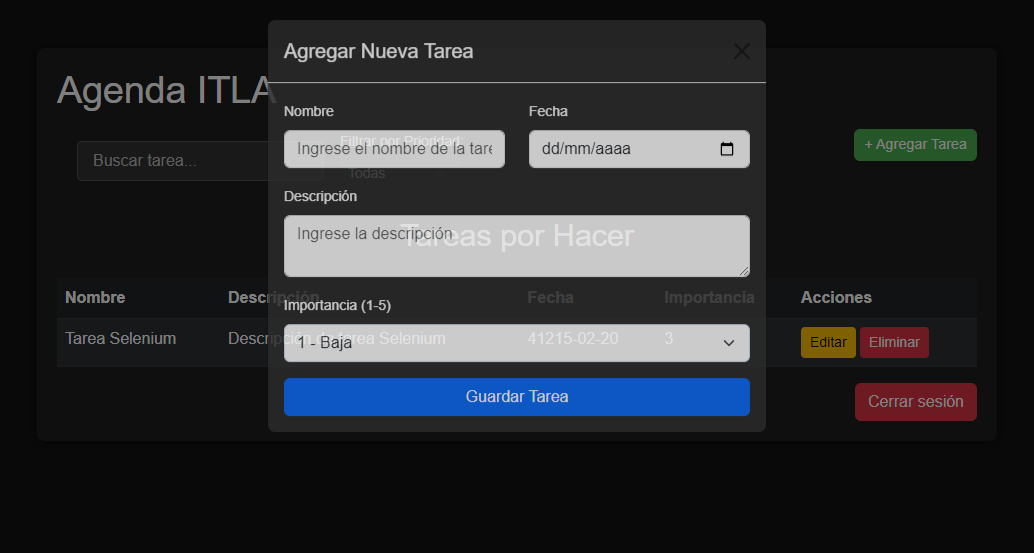 Agregar Nueva Tarea
Agenda ITLA
Nombre
Fecha
Filtrar por Prioridad:
Buscar tarea...
Ingrese el nombre de la tare
dd/mm/aaaa
+ Agregar Tarea
Todas
Descripción
Ingrese la descripción
Tareas por Hacer
Nombre
Descripción
Fecha
Importancia
Acciones
Importancia (1-5)
Tarea Selenium
Descripción de tarea Selenium
41215-02-20
3
Editar
Eliminar
1 - Baja
Guardar Tarea
Cerrar sesión